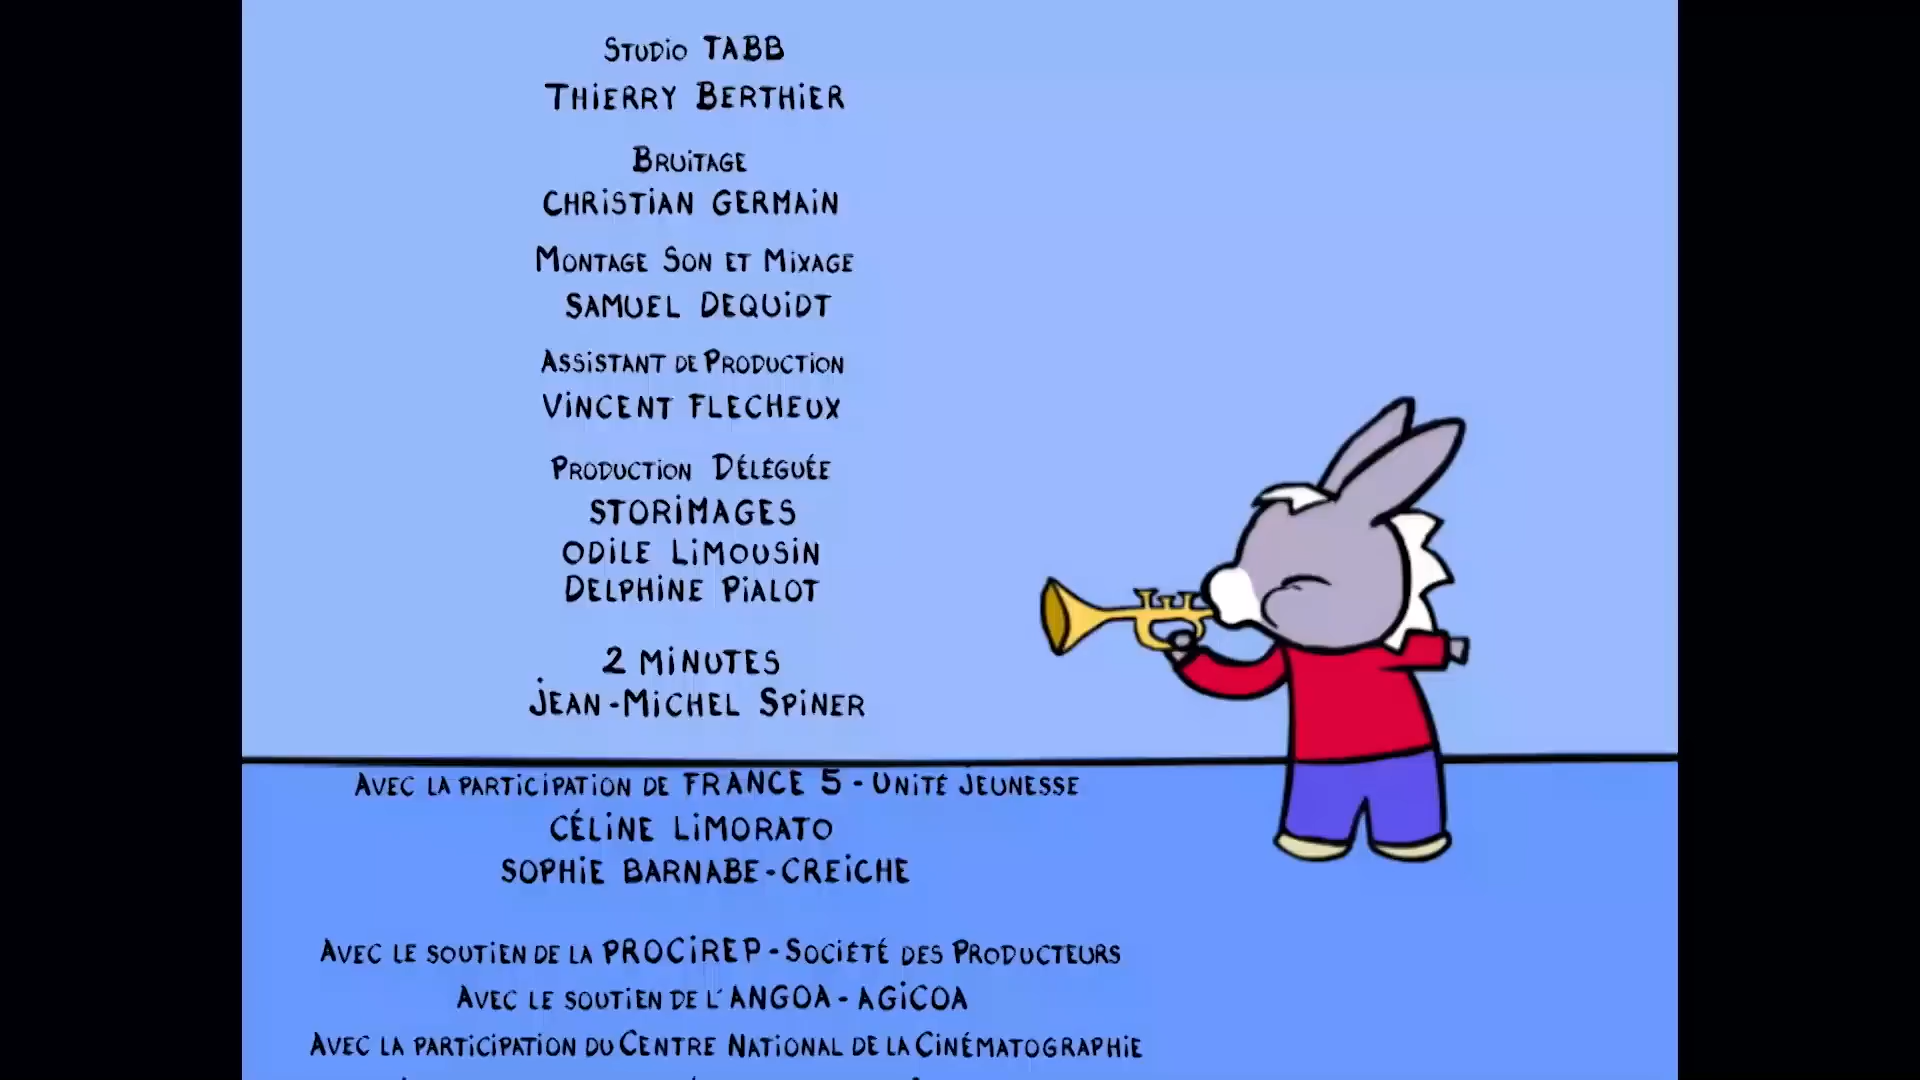 Studio TABB
Thierry Berthier
Bruitage
CHRISTIAN GERMAIN
Montage Son et Mixage
SAMUEL DEQUIDT
Assistant de Production
VINCENT FLECHEUX
Production Déléguée
STORIMAGES
ODILE LIMOUSIN
DELPHINE PIALOT
2 MINUTES
Jean-Michel Spiner
Avec la participation de FRANCE 5 - Unité Jeunesse
CÉLINE LIMORATO
SOPHIE BARNABE-CREICHE
Avec le soutien de la PROCIREP - Société des Producteurs
Avec le soutien de l'ANGOA - AGICOA
Avec la participation du Centre National de la Cinématographie